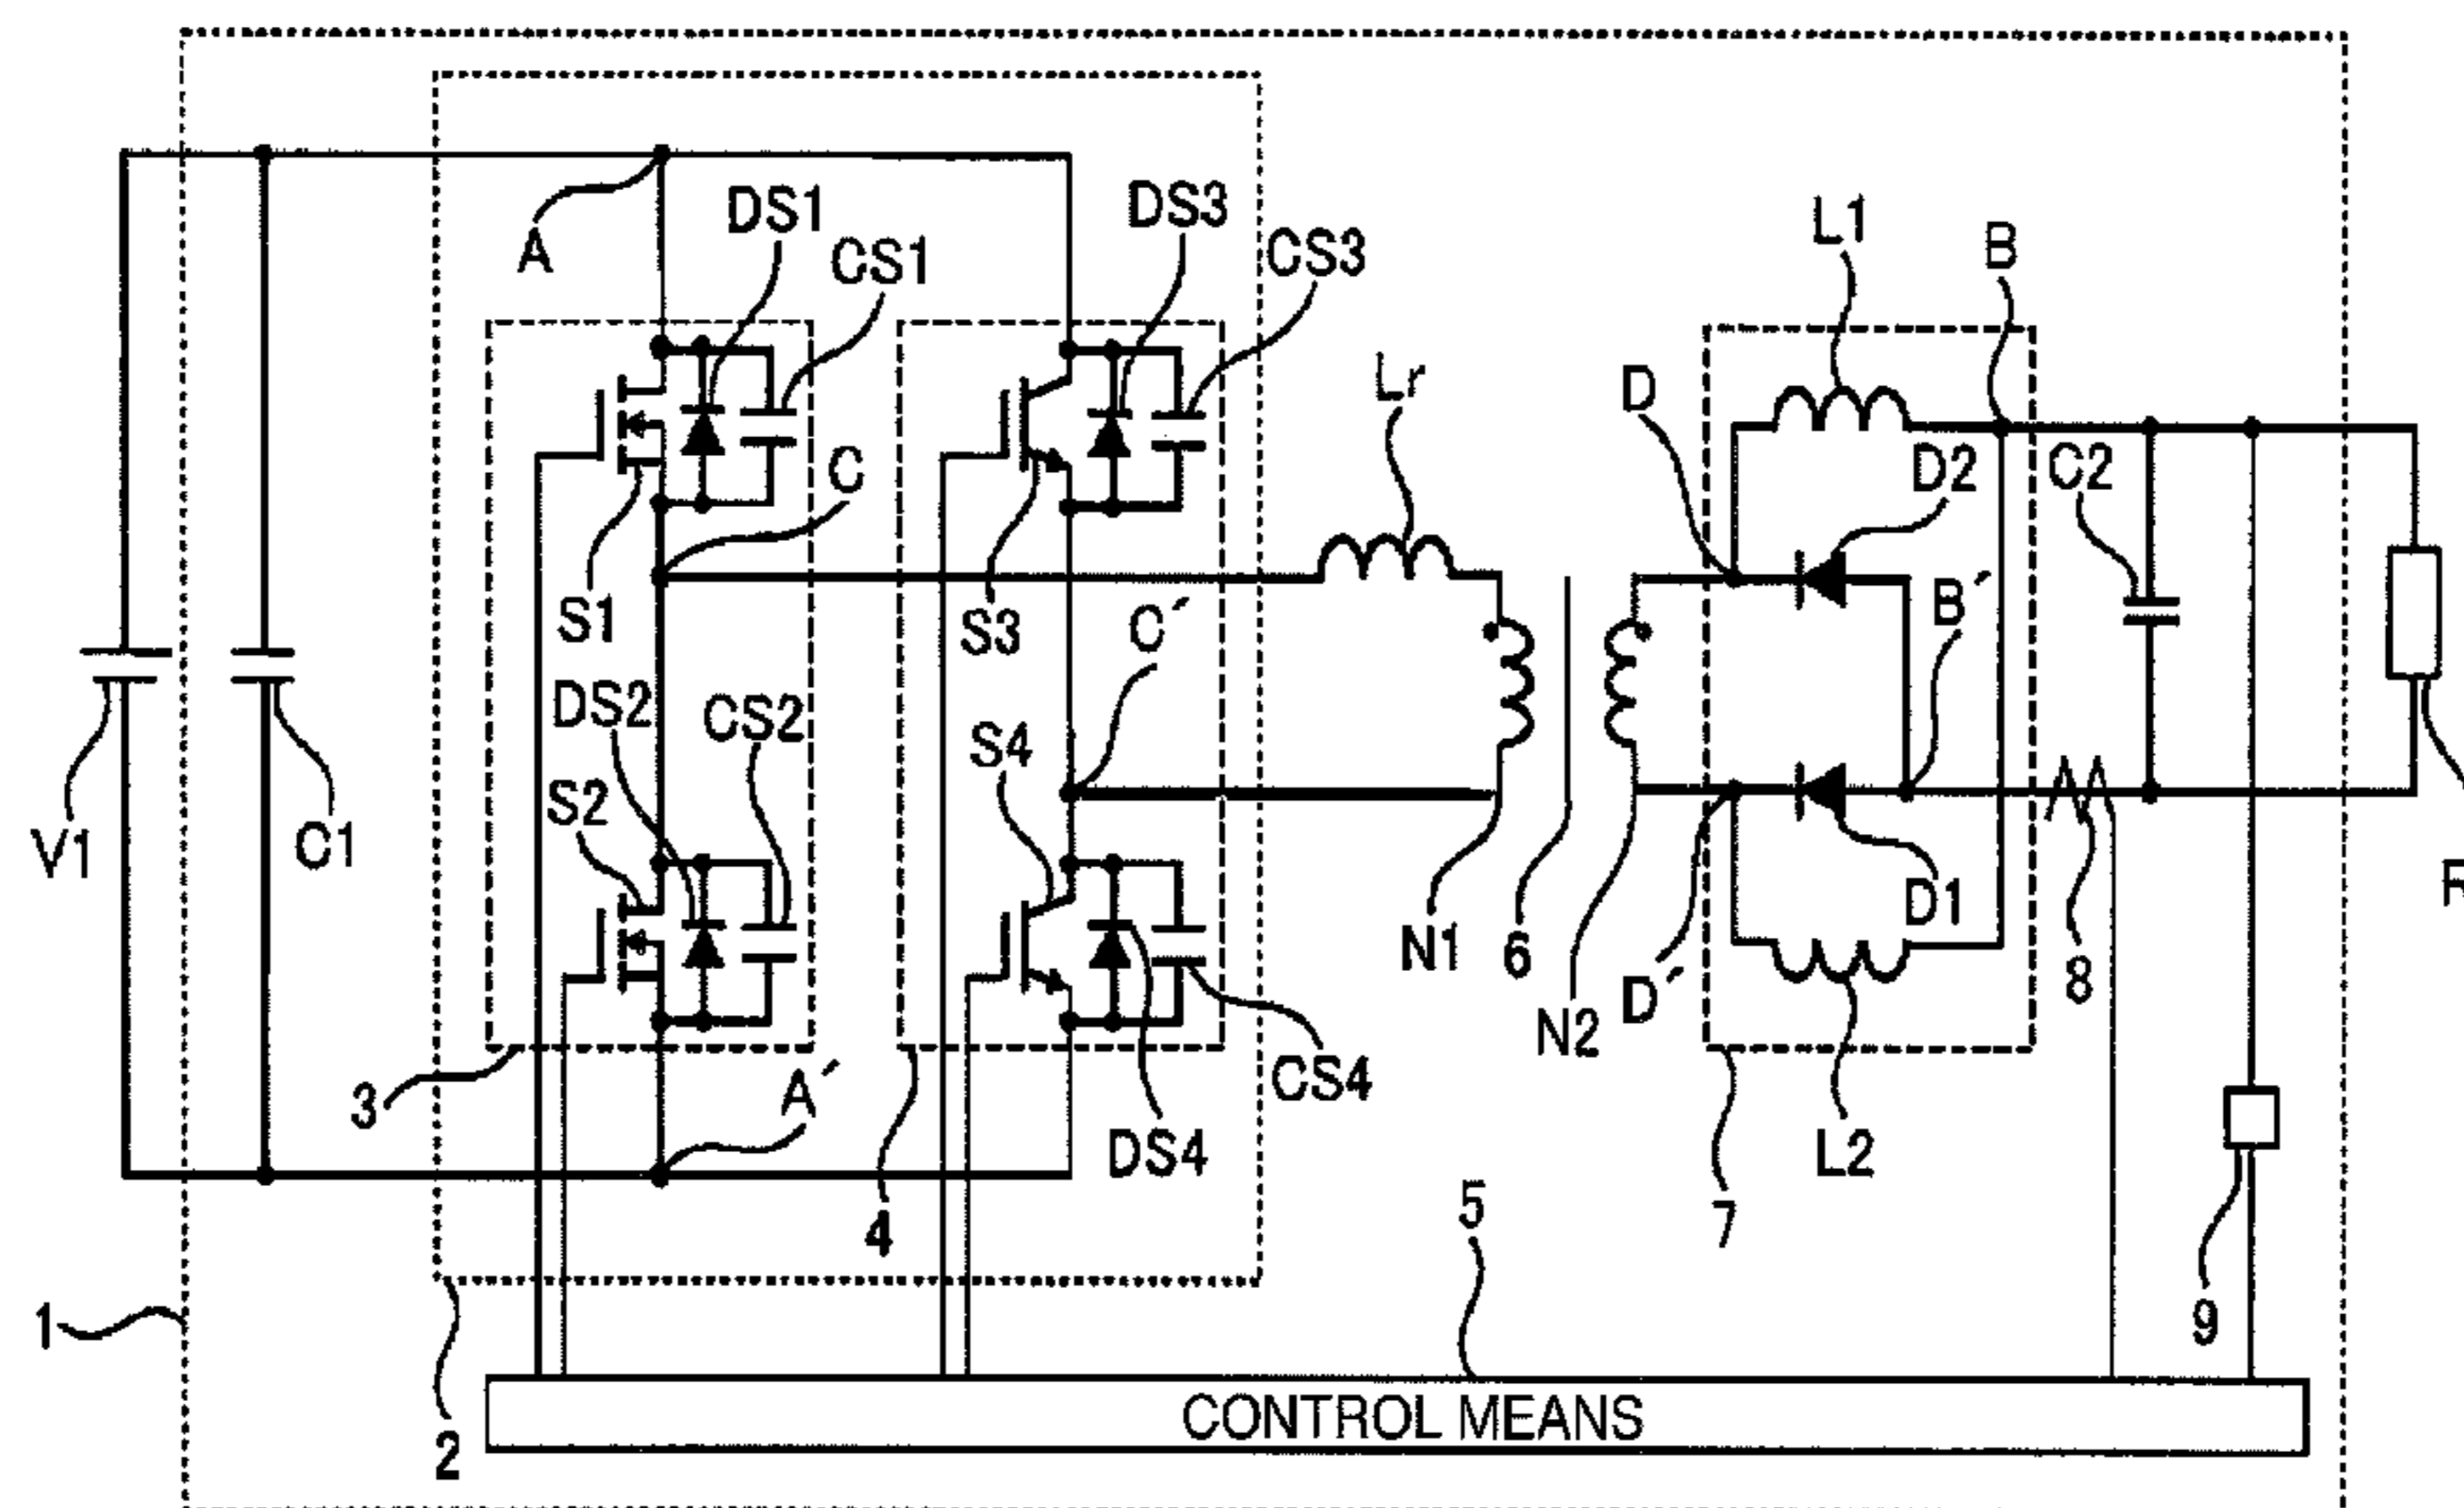 A
DS1
CS1
DS3
CS3
L1
B
Lr
D
D2
C2
C
B′
S1
S3
C′
DS2
CS2
S4
S2
V1
C1
D1
N1
6
D′
N2
8
3
A′
CS4
DS4
L2
4
5
7
1
9
2
CONTROL MEANS